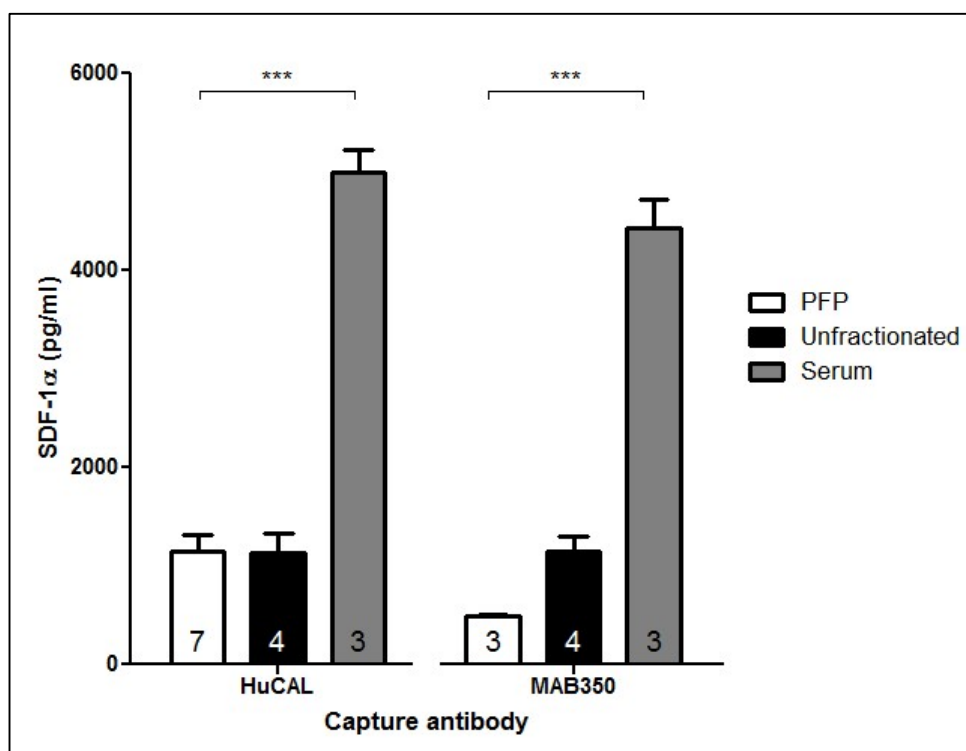 6000
*** ***
4000
SDF-1α (pg/ml)
PFP
Unfractionated
Serum
2000
7 4 3 3 4 3
0
HuCAL MAB350
Capture antibody